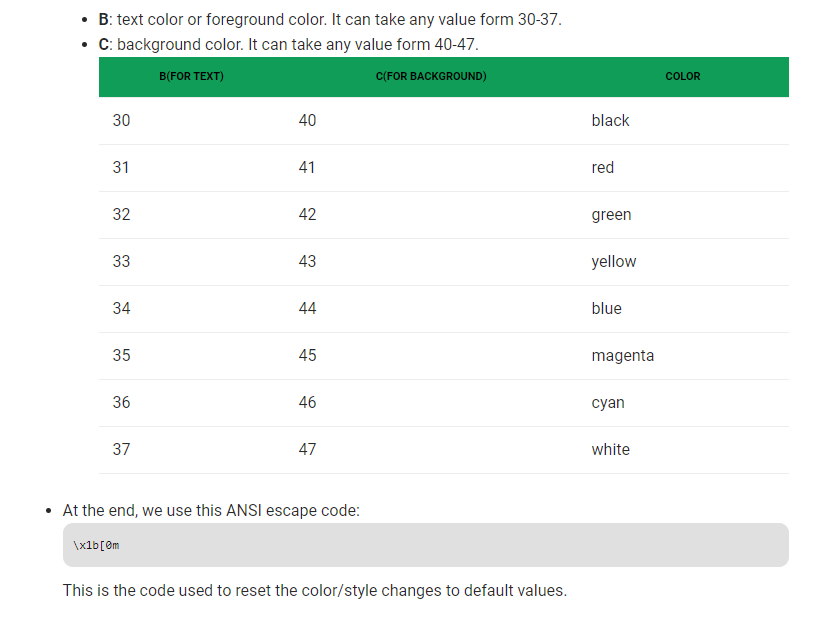 B: text color or foreground color. It can take any value form 30-37.
C: background color. It can take any value form 40-47.
B(FOR TEXT) C(FOR BACKGROUND) COLOR
30 40 black
31 41 red
32 42 green
33 43 yellow
34 44 blue
35 45 magenta
36 46 cyan
37 47 white
At the end, we use this ANSI escape code:
\x1b[0m
This is the code used to reset the color/style changes to default values.